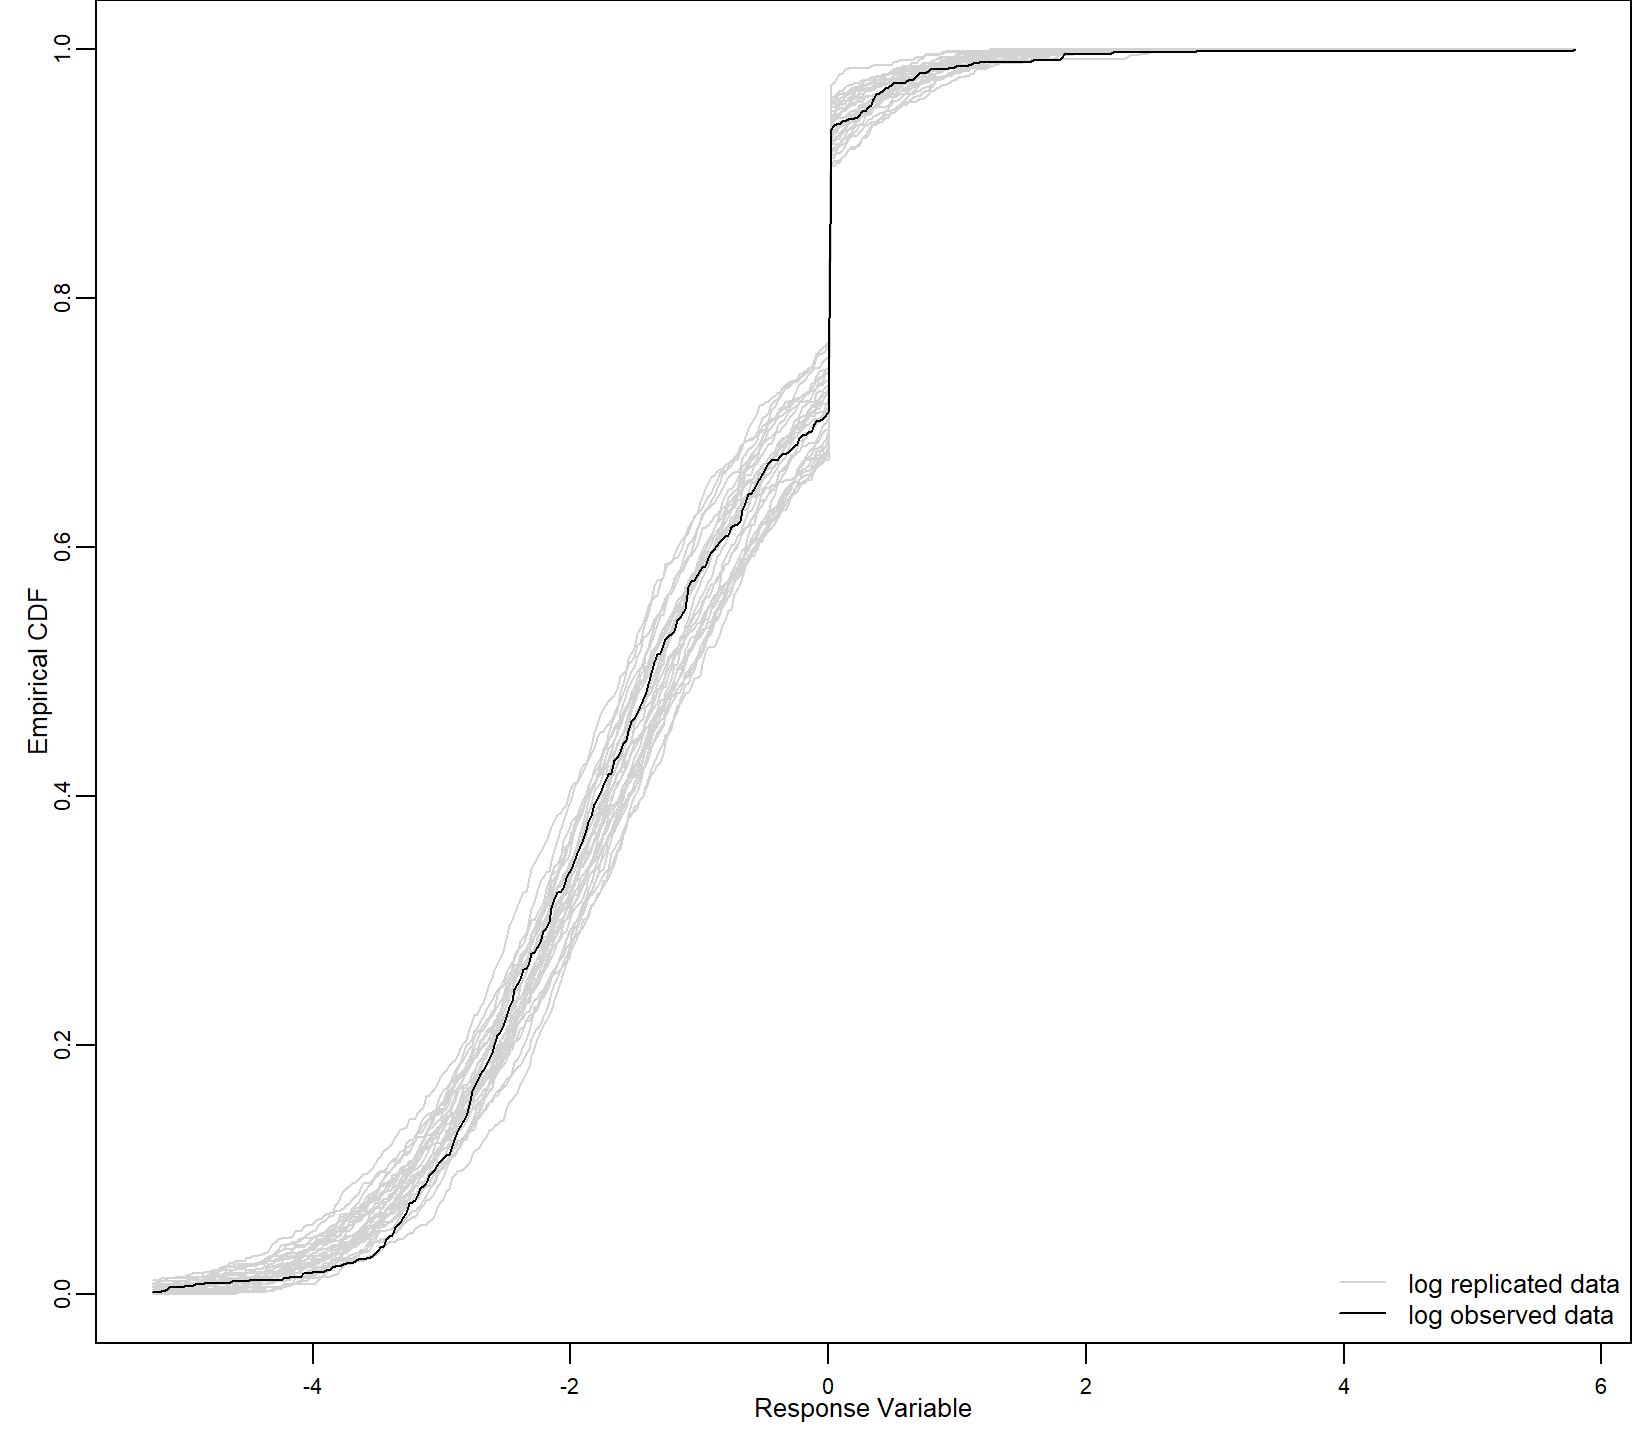 1.0
0.8
0.6
0.4
0.2
0.0
Empirical CDF
log replicated data
log observed data
-4 -2 0 2 4 6
Response Variable